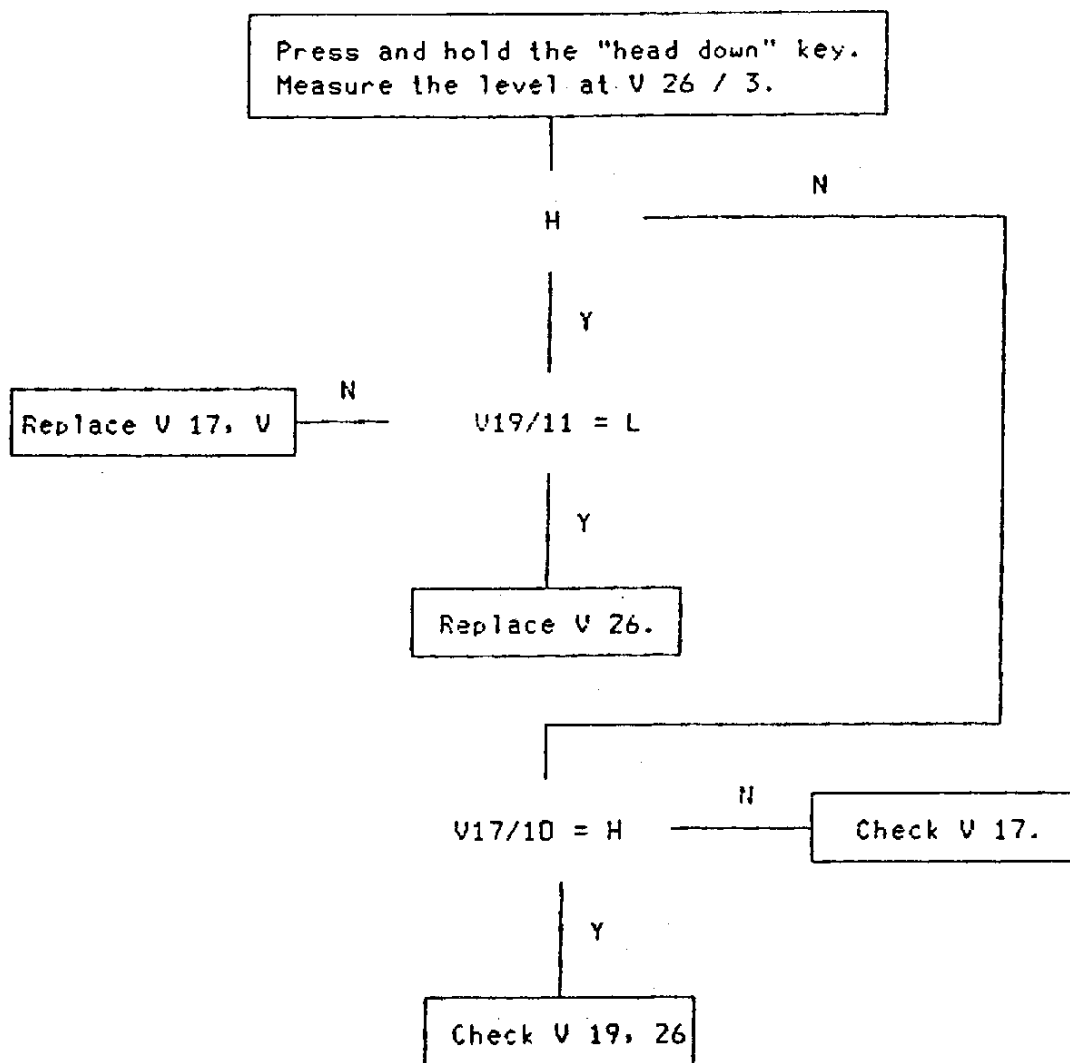 Press and hold the "head down" key.
Measure the level at V 26 / 3.
N
H
Y
N
Replace V 17, V
V19/11 = L
Y
Replace V 26.
V17/10 = H
N
Check V 17.
Y
Check V 19, 26